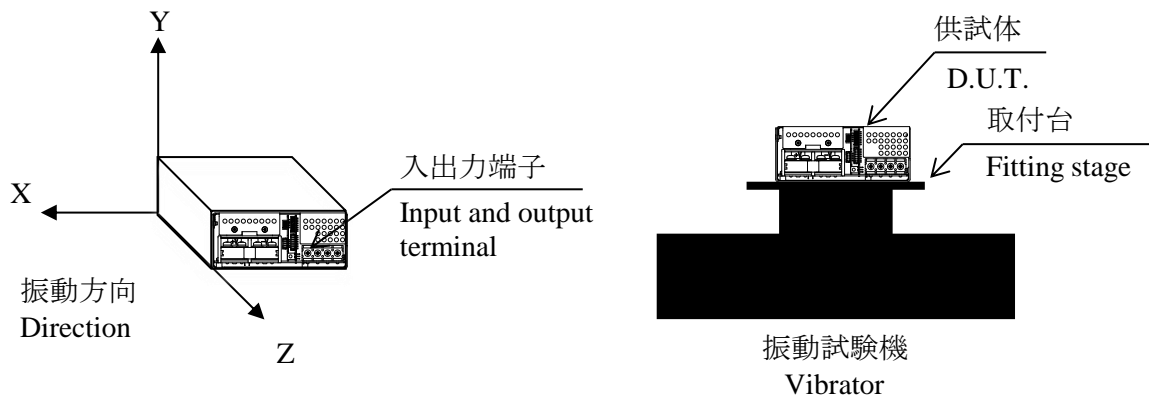 Y
X
Z
入出力端子
Input and output
terminal
振動方向
Direction
供試体
D.U.T.
取付台
Fitting stage
振動試験機
Vibrator